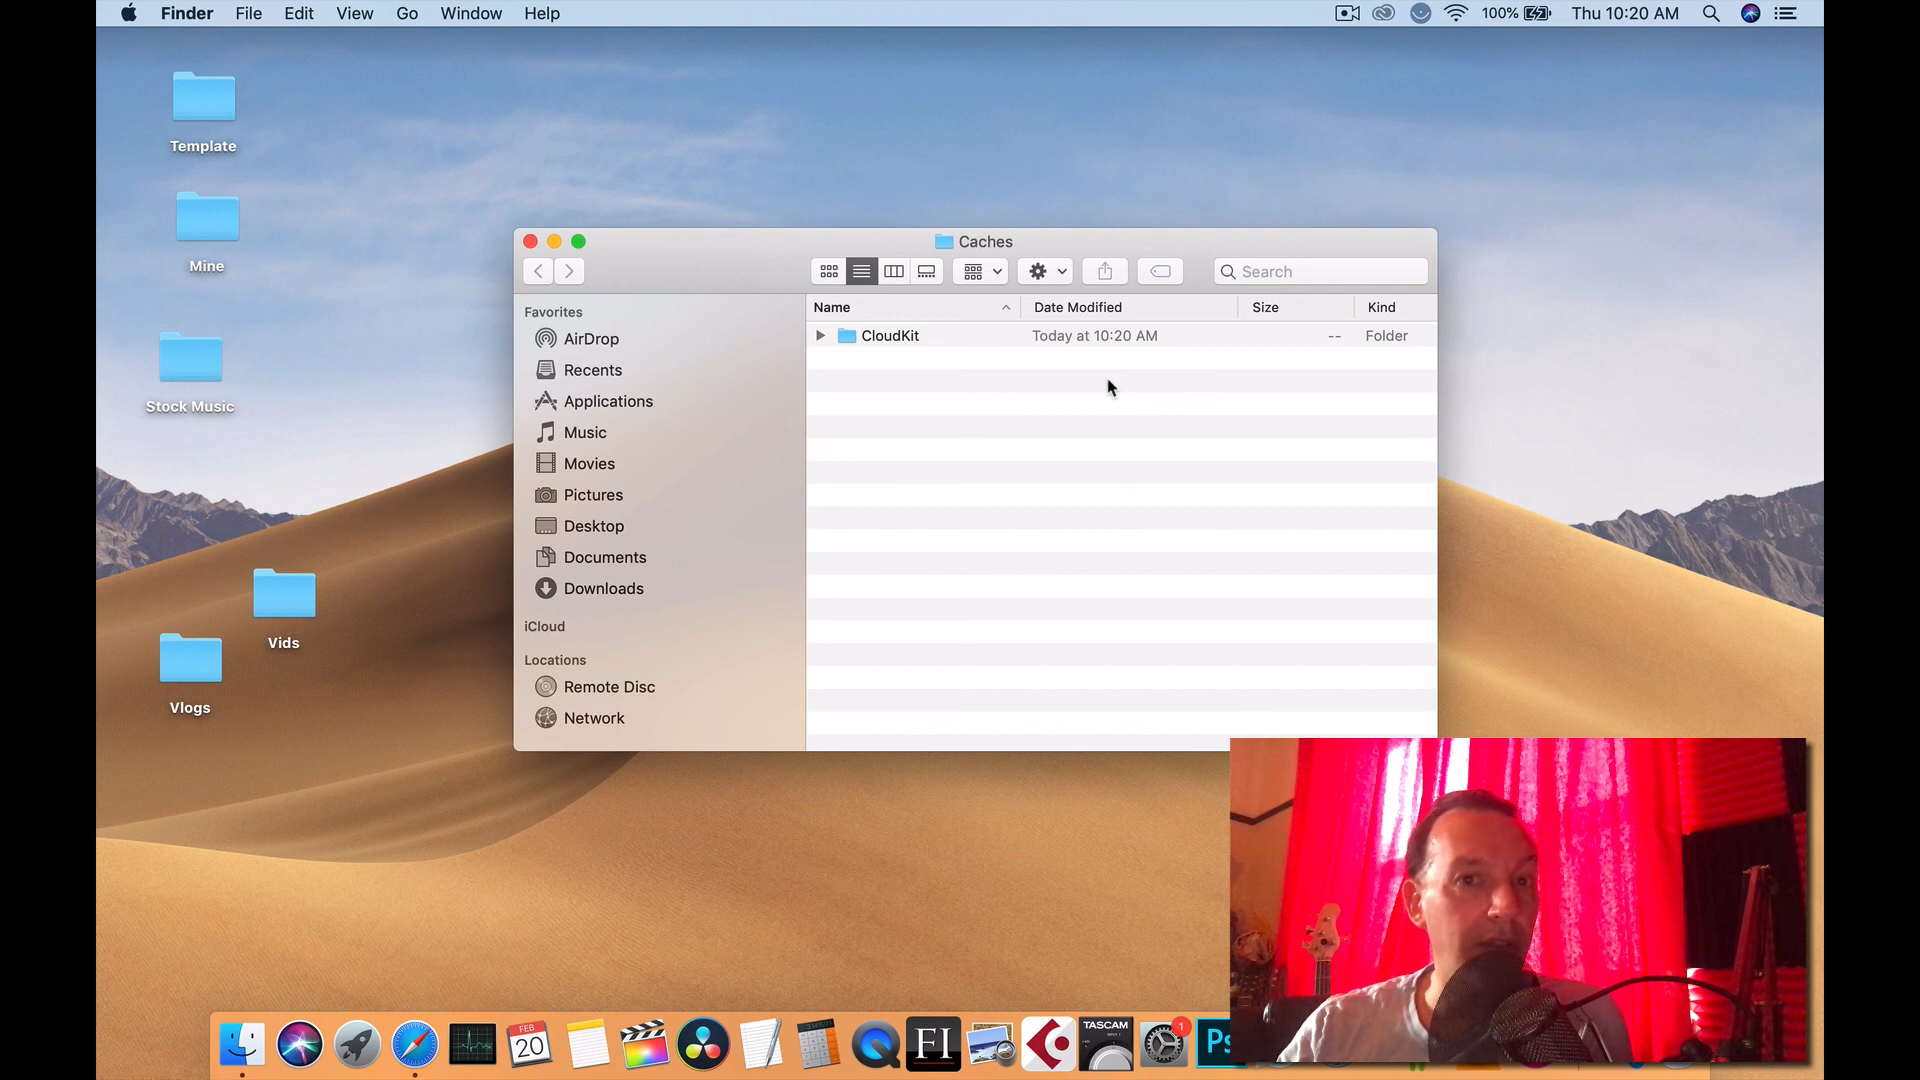 Finder File Edit View Go Window Help 100% Thu 10:20 AM
Template
Mine
Stock Music
Vids
Vlogs
Caches
Search
Favorites
AirDrop
Recents
Applications
Music
Movies
Pictures
Desktop
Documents
Downloads
iCloud
Locations
Remote Disc
Network
Name Date Modified Size Kind
CloudKit Today at 10:20 AM -- Folder
FEB
20
FI
TASCAM
1
Ps